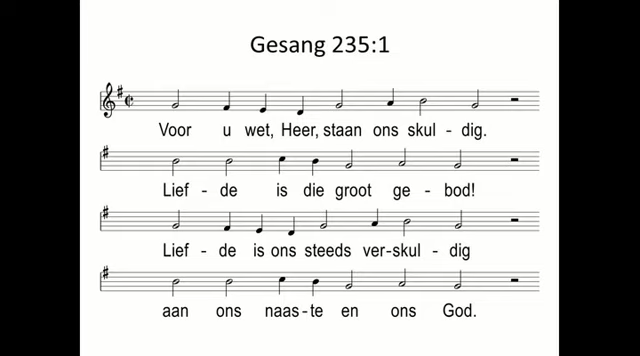 Gesang 235:1
Voor u wet, Heer, staan ons skul - dig.
Lief - de is die groot ge - bod!
Lief - de is ons steeds ver-skul - dig
aan ons naas-te en ons God.